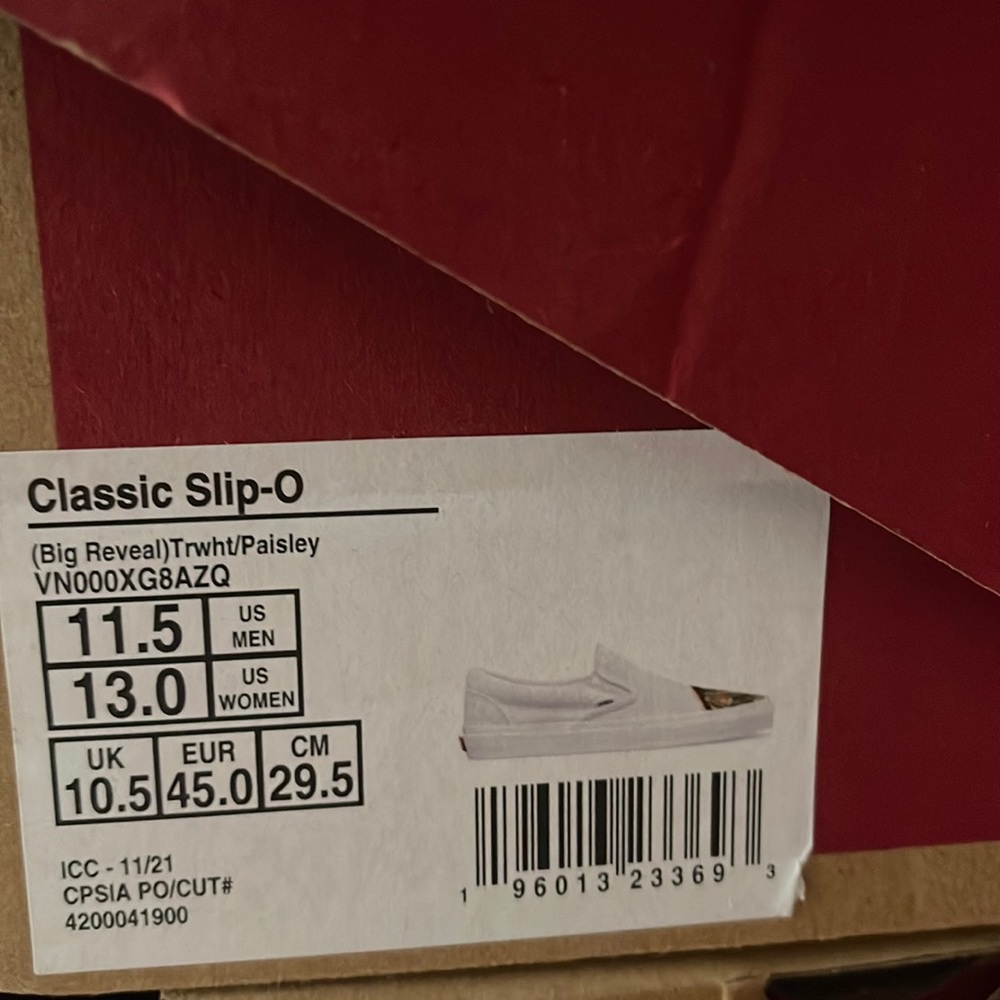 Classic Slip-O
(Big Reveal)Trwht/Paisley
VN000XG8AZQ
11.5 US MEN
13.0 US WOMEN
UK EUR CM
10.5 45.0 29.5
ICC - 11/21
CPSIA PO/CUT#
4200041900
1 96013 23369 3